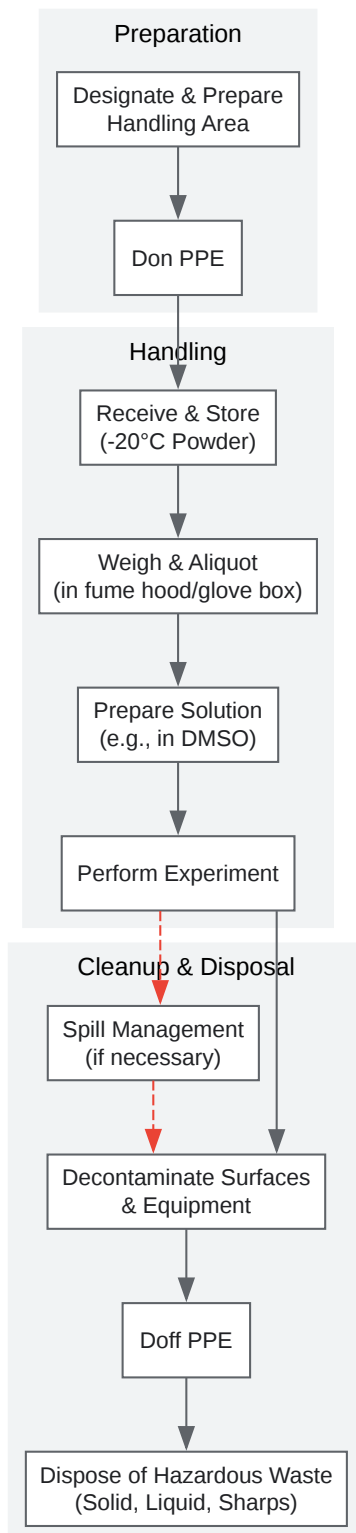 Preparation
Designate & Prepare
Handling Area
Don PPE
Handling
Receive & Store
(-20°C Powder)
Weigh & Aliquot
(in fume hood/glove box)
Prepare Solution
(e.g., in DMSO)
Perform Experiment
Cleanup & Disposal
Spill Management
(if necessary)
Decontaminate Surfaces
& Equipment
Doff PPE
Dispose of Hazardous Waste
(Solid, Liquid, Sharps)